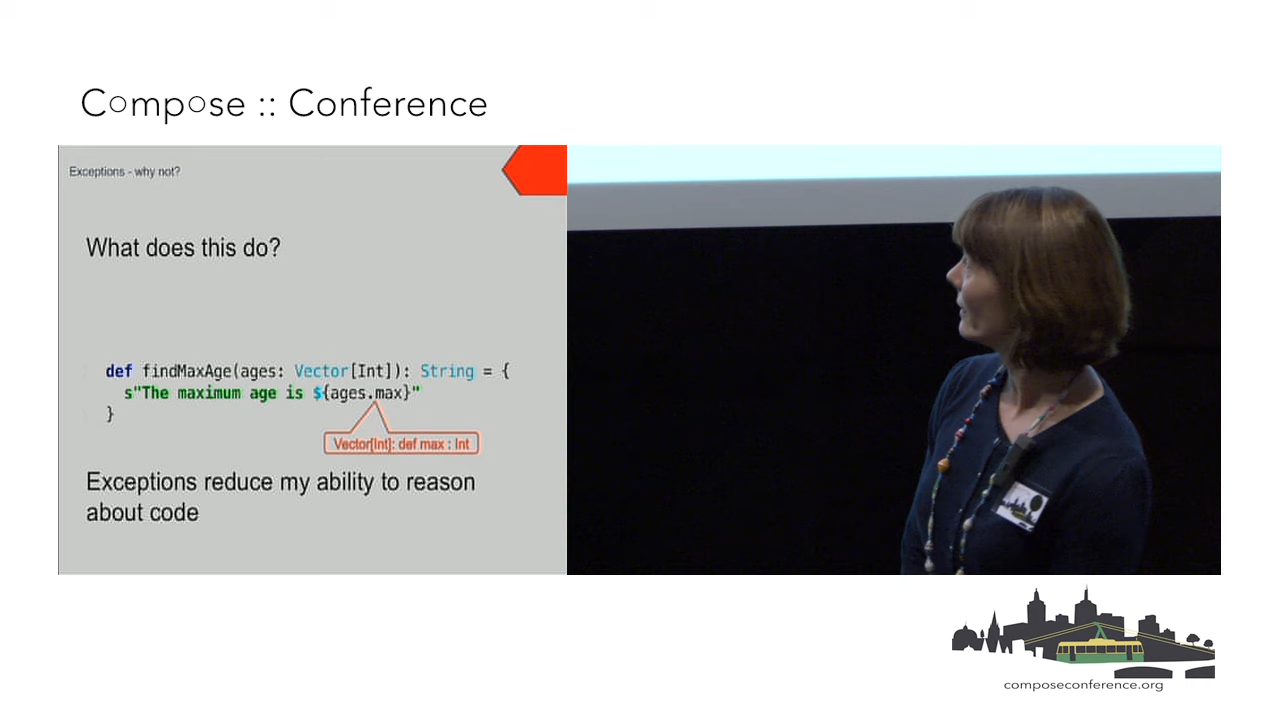 Compose :: Conference
Exceptions - why not?
What does this do?
def findMaxAge(ages: Vector[Int]): String = {
s"The maximum age is ${ages.max}"
}
Vector[Int]: def max : Int
Exceptions reduce my ability to reason
about code
composeconference.org